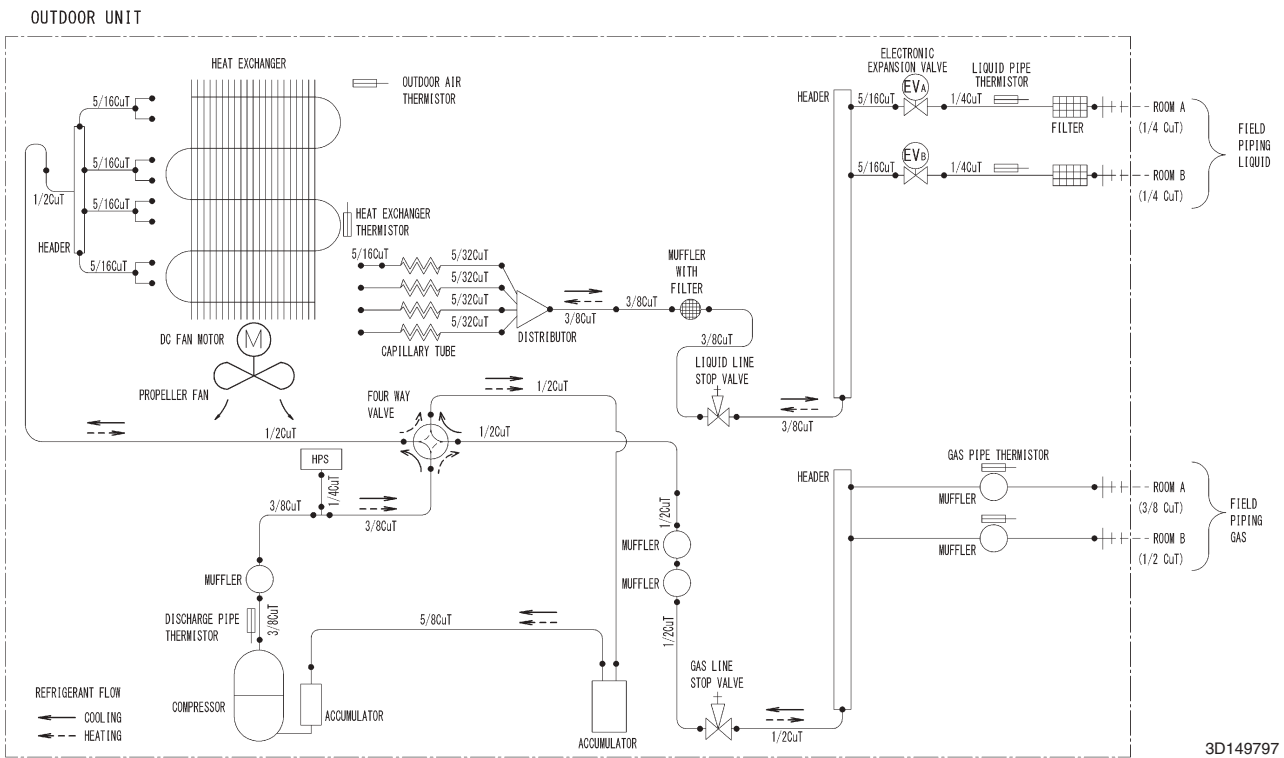 OUTDOOR UNIT
HEAT EXCHANGER
OUTDOOR AIR
THERMISTOR
5/16CuT
5/16CuT
5/16CuT
5/16CuT
1/2CuT
HEADER
HEAT EXCHANGER
THERMISTOR
DC FAN MOTOR
M
PROPELLER FAN
5/16CuT
5/32CuT
5/32CuT
5/32CuT
5/32CuT
CAPILLARY TUBE
DISTRIBUTOR
3/8CuT
3/8CuT
MUFFLER
WITH
FILTER
3/8CuT
LIQUID LINE
STOP VALVE
3/8CuT
HEADER
ELECTRONIC
EXPANSION VALVE
EVA
5/16CuT
1/4CuT
LIQUID PIPE
THERMISTOR
FILTER
ROOM A
(1/4 CuT)
EVB
5/16CuT
1/4CuT
ROOM B
(1/4 CuT)
FIELD
PIPING
LIQUID
FOUR WAY
VALVE
1/2CuT
1/2CuT
1/2CuT
HPS
1/4CuT
3/8CuT
3/8CuT
MUFFLER
DISCHARGE PIPE
THERMISTOR
3/8CuT
COMPRESSOR
ACCUMULATOR
5/8CuT
ACCUMULATOR
1/2CuT
MUFFLER
MUFFLER
1/2CuT
GAS LINE
STOP VALVE
1/2CuT
HEADER
GAS PIPE THERMISTOR
MUFFLER
ROOM A
(3/8 CuT)
MUFFLER
ROOM B
(1/2 CuT)
FIELD
PIPING
GAS
REFRIGERANT FLOW
COOLING
HEATING
3D149797